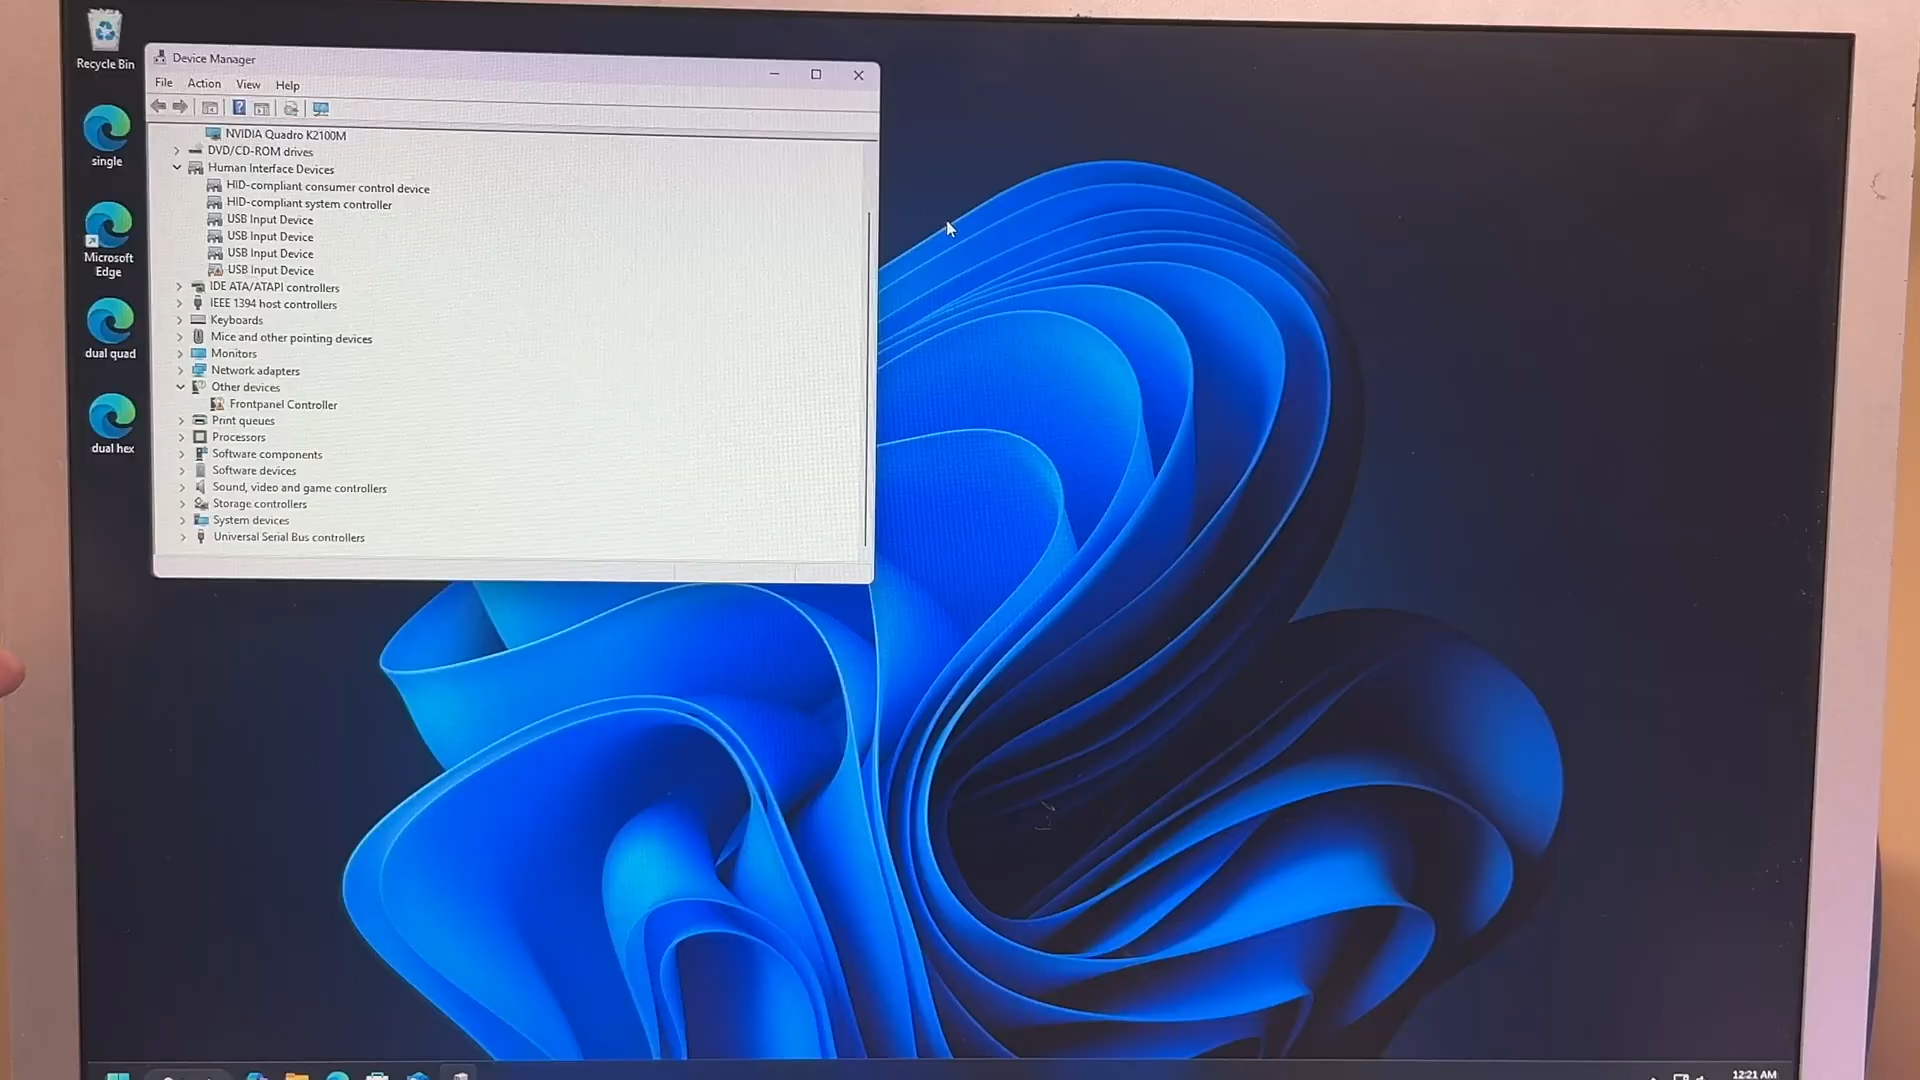 Recycle Bin
single
Microsoft
Edge
dual quad
dual hex
Device Manager
File Action View Help
NVIDIA Quadro K2100M
DVD/CD-ROM drives
Human Interface Devices
HID-compliant consumer control device
HID-compliant system controller
USB Input Device
USB Input Device
USB Input Device
USB Input Device
IDE ATA/ATAPI controllers
IEEE 1394 host controllers
Keyboards
Mice and other pointing devices
Monitors
Network adapters
Other devices
Frontpanel Controller
Print queues
Processors
Software components
Software devices
Sound, video and game controllers
Storage controllers
System devices
Universal Serial Bus controllers
12:21 AM